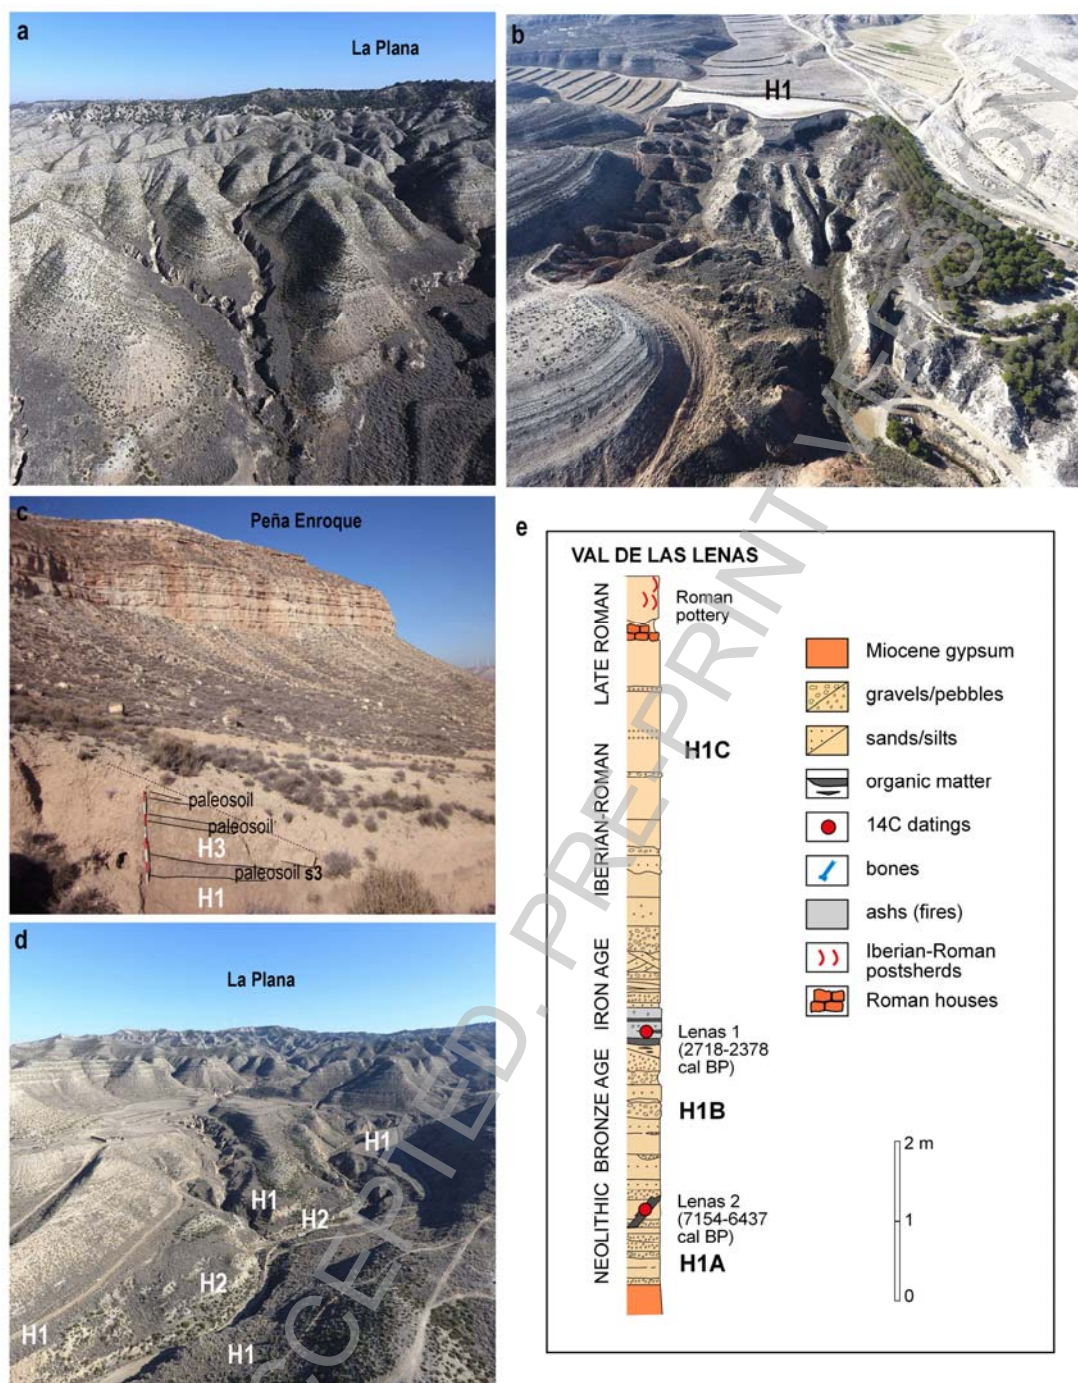 a
La Plana
b
H1
c
Peña Enroque
paleosoil
paleosoil
H3
paleosoil s3
H1
d
La Plana
H1
H1
H2
H2
H1
H1
e
VAL DE LAS LENAS
LATE ROMAN
IBERIAN-ROMAN
IRON AGE
BRONZE AGE
NEOLITHIC
Roman
pottery
H1C
Lenas 1
(2718-2378
cal BP)
H1B
Lenas 2
(7154-6437
cal BP)
H1A
Miocene gypsum
gravels/pebbles
sands/silts
organic matter
14C datings
bones
ashs (fires)
Iberian-Roman
postsherds
Roman houses
2 m
1
0
ACCEPTED, PRE-PRINT VERSION